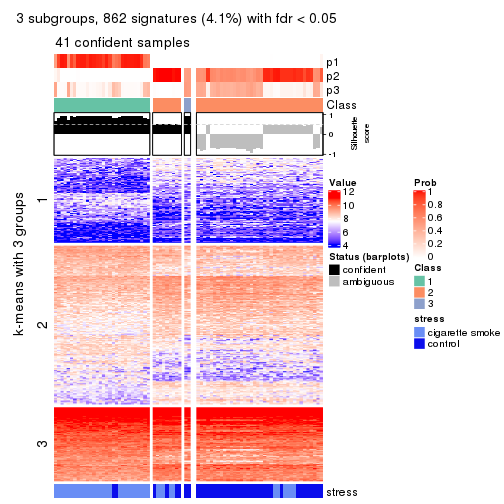 3 subgroups, 862 signatures (4.1%) with fdr < 0.05
41 confident samples
p1
p2
p3
Class
1
0
-1
Silhouette
score
k-means with 3 groups
1
2
3
stress
Value
12
10
8
6
4
Status (barplots)
confident
ambiguous
Prob
1
0.8
0.6
0.4
0.2
0
Class
1
2
3
stress
cigarette smoke
control